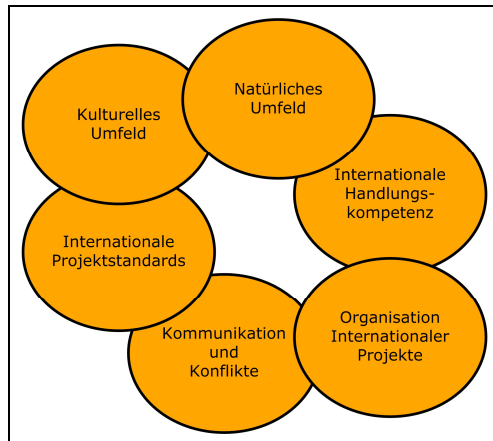 Natürliches
Umfeld
Kulturelles
Umfeld
Internationale
Handlungs-
kompetenz
Internationale
Projektstandards
Organisation
Internationaler
Projekte
Kommunikation
und
Konflikte